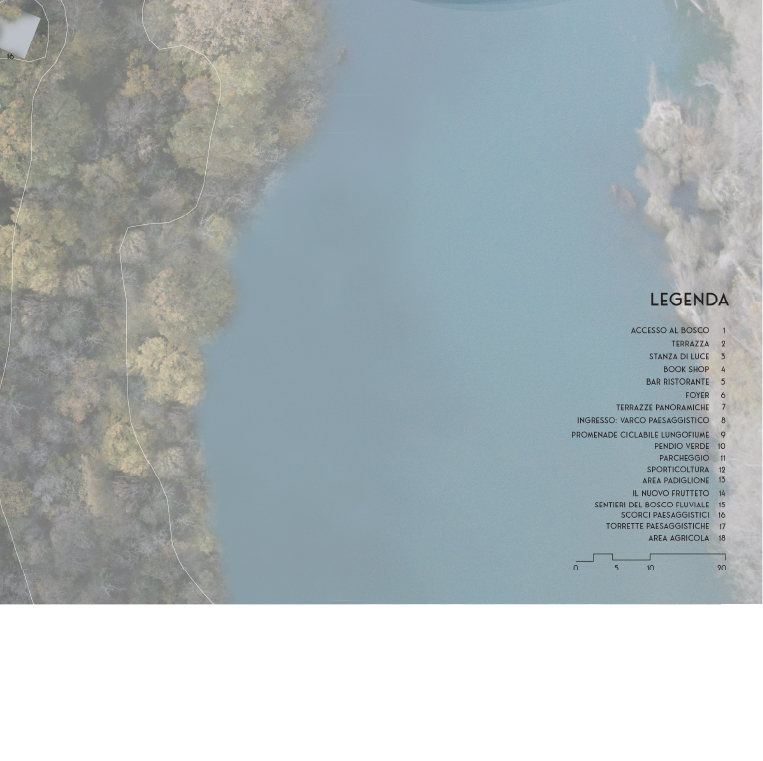 16
LEGENDA
ACCESSO AL BOSCO 1
TERRAZZA 2
STANZA DI LUCE 3
BOOK SHOP 4
BAR RISTORANTE 5
FOYER 6
TERRAZZE PANORAMICHE 7
INGRESSO: VARCO PAESAGGISTICO 8
PROMENADE CICLABILE LUNGOFIUME 9
PENDIO VERDE 10
PARCHEGGIO 11
SPORTICOLTURA 12
AREA PADIGLIONE 13
IL NUOVO FRUTTETO 14
SENTIERI DEL BOSCO FLUVIALE 15
SCORCI PAESAGGISTICI 16
TORRETTE PAESAGGISTICHE 17
AREA AGRICOLA 18
0 5 10 20